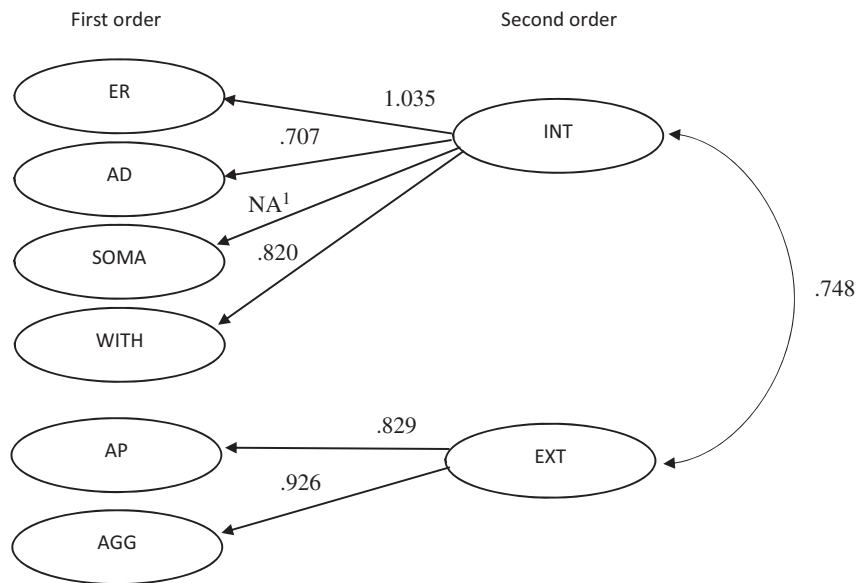 First order
Second order
ER
1.035
INT
.707
AD
NA¹
SOMA
.820
WITH
.748
.829
AP
EXT
.926
AGG